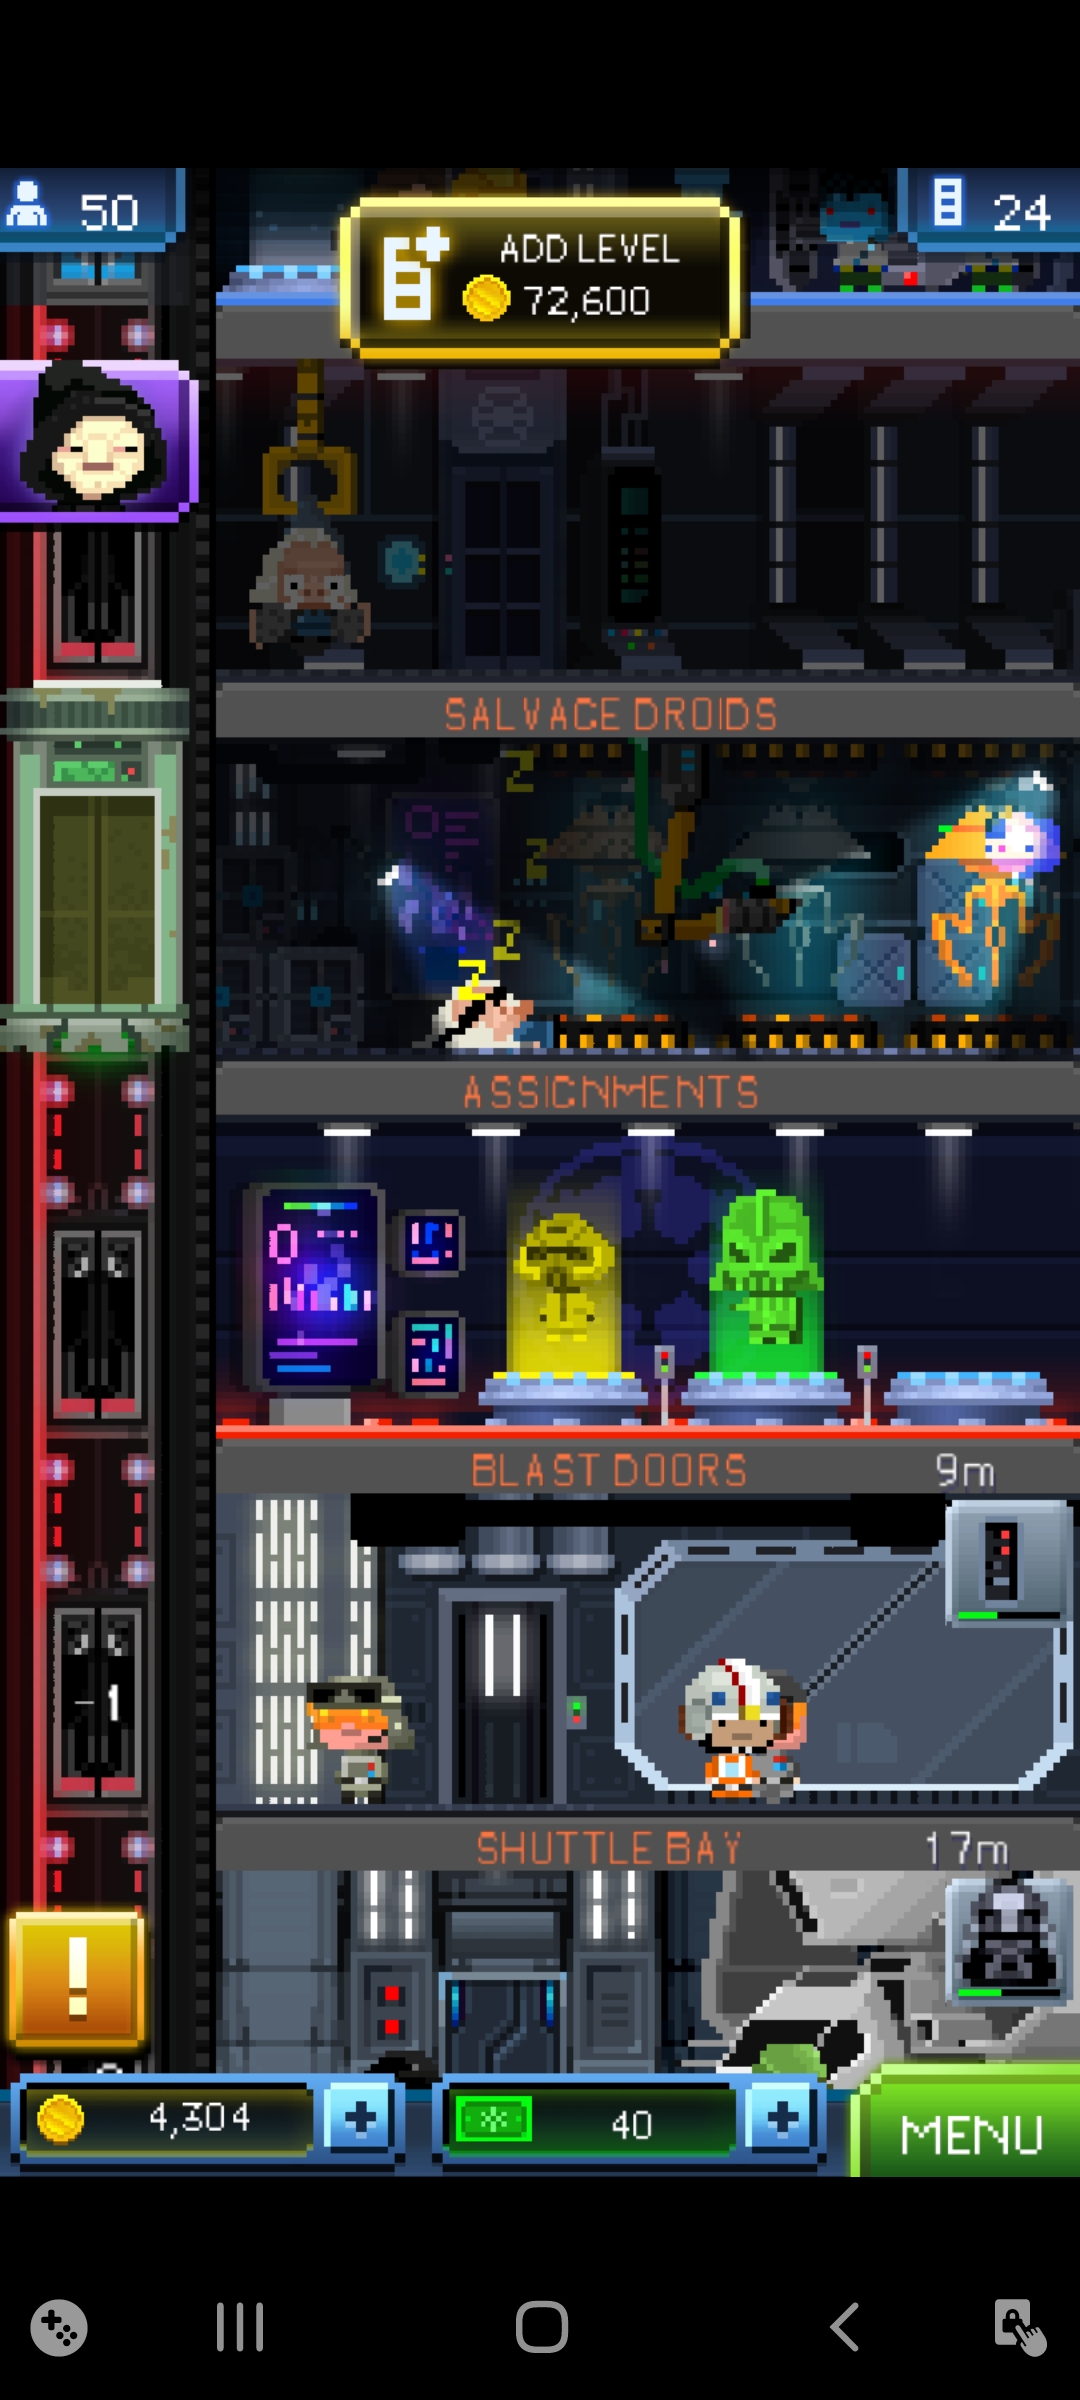 50
24
ADD LEVEL
72,600
SALVAGE DROIDS
Z
Z
Z
Z
ASSIGNMENTS
BLAST DOORS 9m
-1
SHUTTLE BAY 17m
!
4,304 +
40 +
MENU